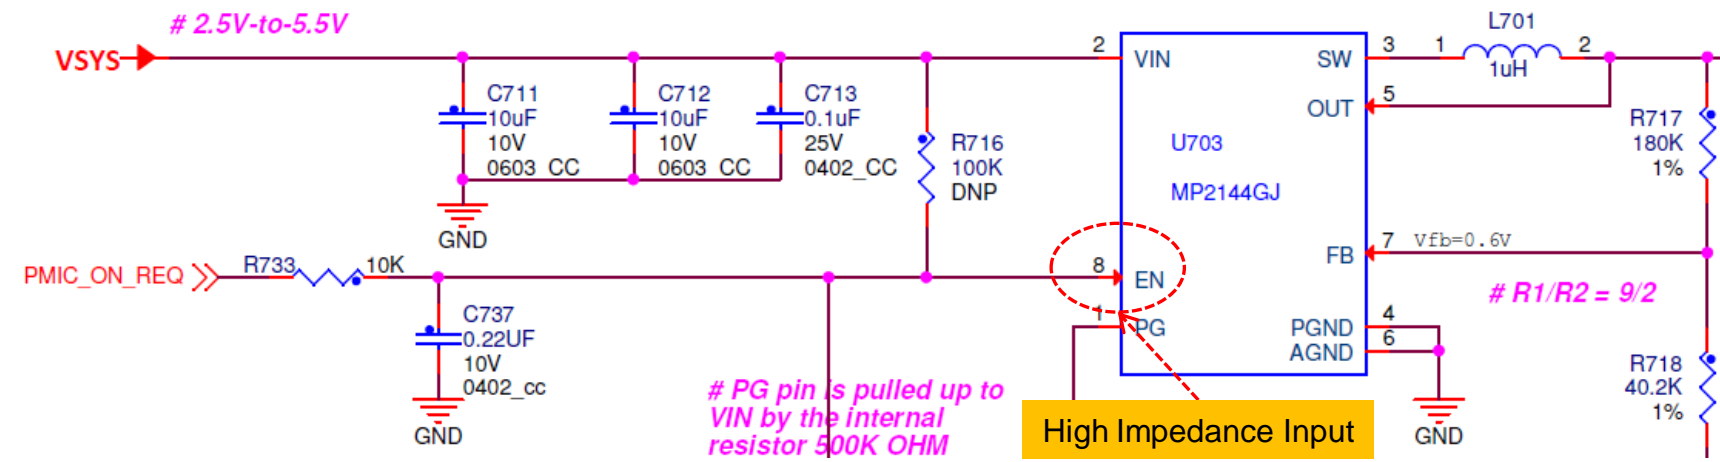 # 2.5V-to-5.5V
VSYS
C711
10uF
10V
0603_CC
C712
10uF
10V
0603_CC
C713
0.1uF
25V
0402_CC
R716
100K
DNP
GND
PMIC_ON_REQ
R733
10K
C737
0.22UF
10V
0402_cc
GND
# PG pin is pulled up to
VIN by the internal
resistor 500K OHM
2
VIN
8
EN
1
PG
U703
MP2144GJ
SW
3
OUT
5
FB
7
Vfb=0.6V
PGND
4
AGND
6
L701
1
2
1uH
R717
180K
1%
# R1/R2 = 9/2
R718
40.2K
1%
GND
High Impedance Input